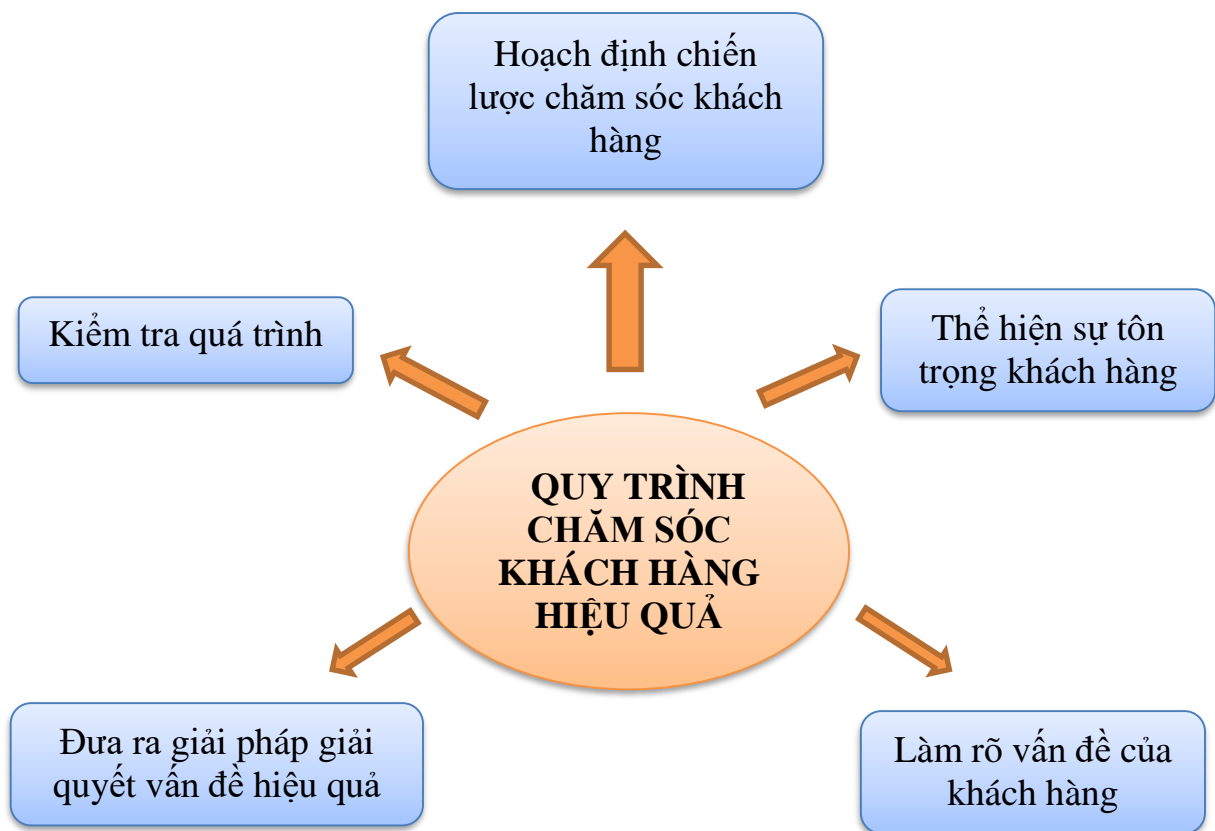 Hoạch định chiến
lược chăm sóc khách
hàng
Kiểm tra quá trình
Thể hiện sự tôn
trọng khách hàng
QUY TRÌNH
CHĂM SÓC
KHÁCH HÀNG
HIỆU QUẢ
Đưa ra giải pháp giải
quyết vấn đề hiệu quả
Làm rõ vấn đề của
khách hàng